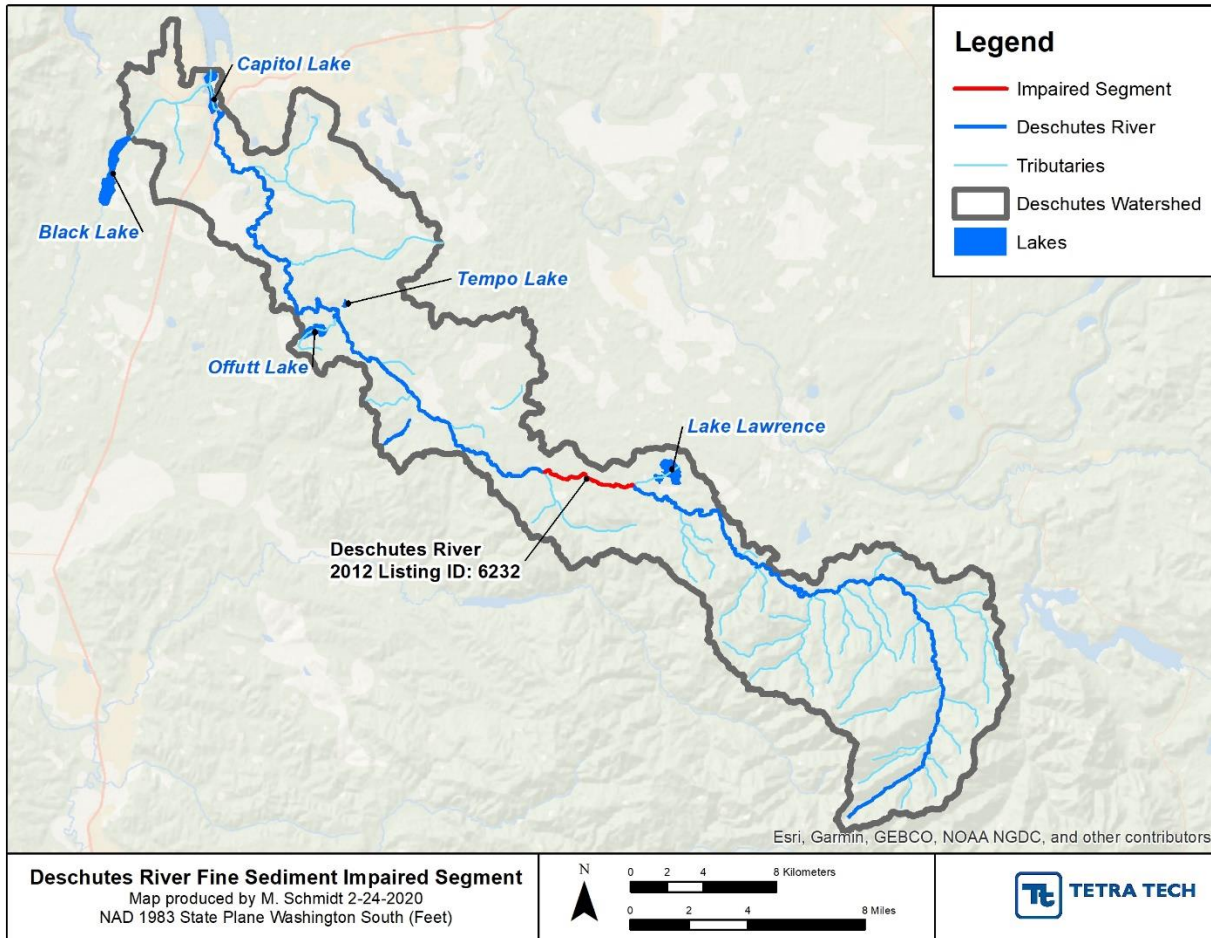 Capitol Lake
Black Lake
Tempo Lake
Offutt Lake
Lake Lawrence
Deschutes River
2012 Listing ID: 6232
Legend
Impaired Segment
Deschutes River
Tributaries
Deschutes Watershed
Lakes
Esri, Garmin, GEBCO, NOAA NGDC, and other contributors
Deschutes River Fine Sediment Impaired Segment
Map produced by M. Schmidt 2-24-2020
NAD 1983 State Plane Washington South (Feet)
N
0 2 4 8 Kilometers
0 2 4 8 Miles
Tt TETRA TECH